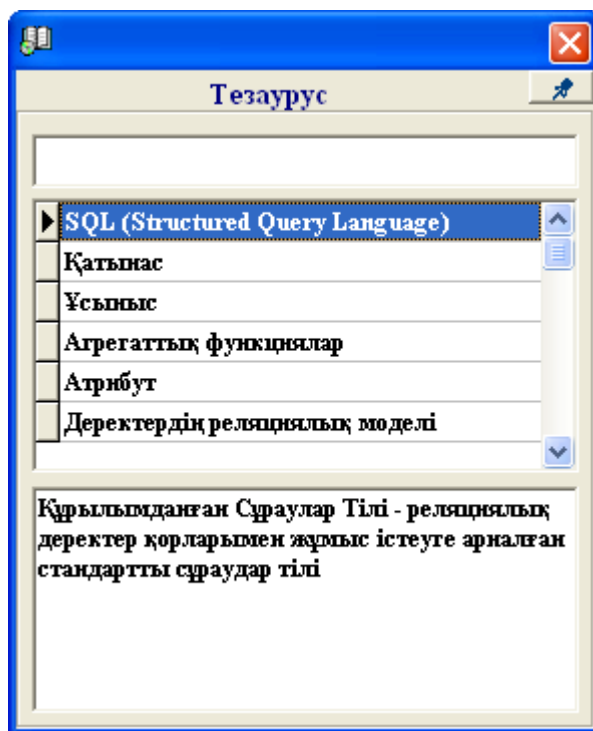 Тезаурус
SQL (Structured Query Language)
Қатынас
Ұсыныс
Агрегаттық функциялар
Атрибут
Деректердің реляциялық моделі
Құрылымданған Сұраулар Тілі - реляциялық
деректер қорларымен жұмыс істеуге арналған
стандартты сұраудар тілі